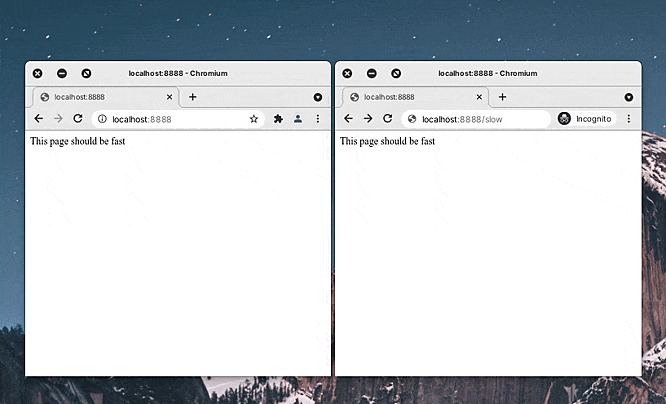 localhost:8888 - Chromium
localhost:8888
localhost:8888
This page should be fast
localhost:8888 - Chromium
localhost:8888
localhost:8888/slow
Incognito
This page should be fast